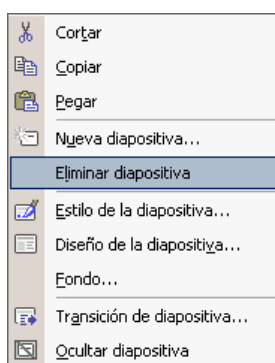 Cortar
Copiar
Pegar
Nueva diapositiva...
Eliminar diapositiva
Estilo de la diapositiva...
Diseño de la diapositiva...
Fondo...
Transición de diapositiva...
Ocultar diapositiva